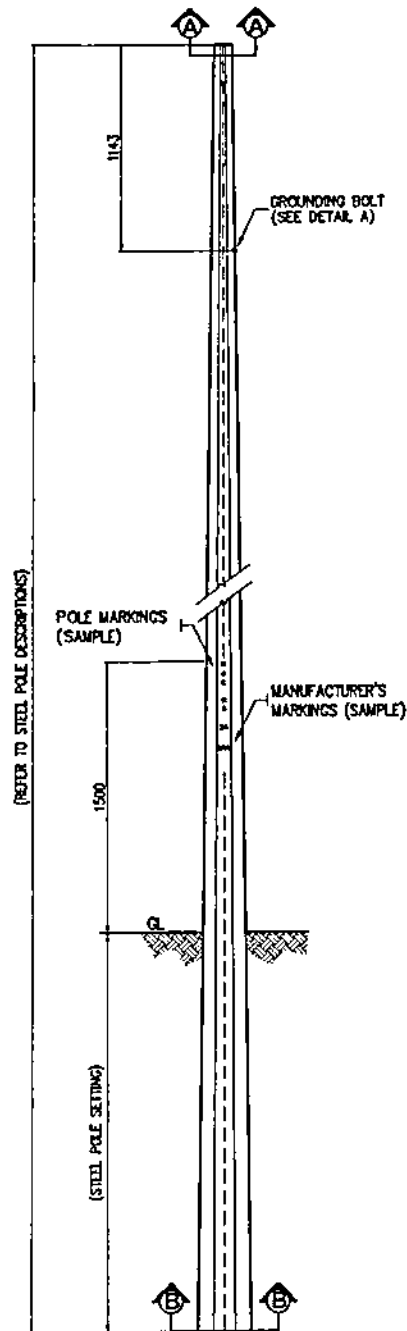 A A
1143
GROUNDING BOLT
(SEE DETAIL A)
(REFER TO STEEL POLE DESCRIPTIONS)
POLE MARKINGS
(SAMPLE)
MANUFACTURER'S
MARKINGS (SAMPLE)
1500
GL
(STEEL POLE SETTING)
B B